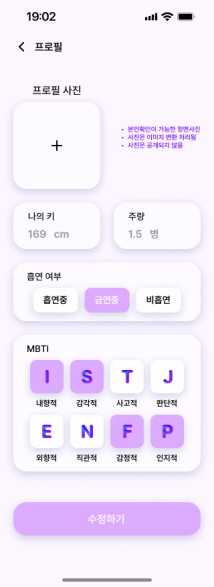 19:02
프로필
프로필 사진
+
• 본인확인이 가능한 정면사진
• 사진은 이미지 변환 처리됨
• 사진은 공개되지 않음
나의 키
주량
169 cm
1.5 병
흡연 여부
흡연중 금연중 비흡연
MBTI
I S T J
내향적 감각적 사고적 판단적
E N F P
외향적 직관적 감정적 인지적
수정하기